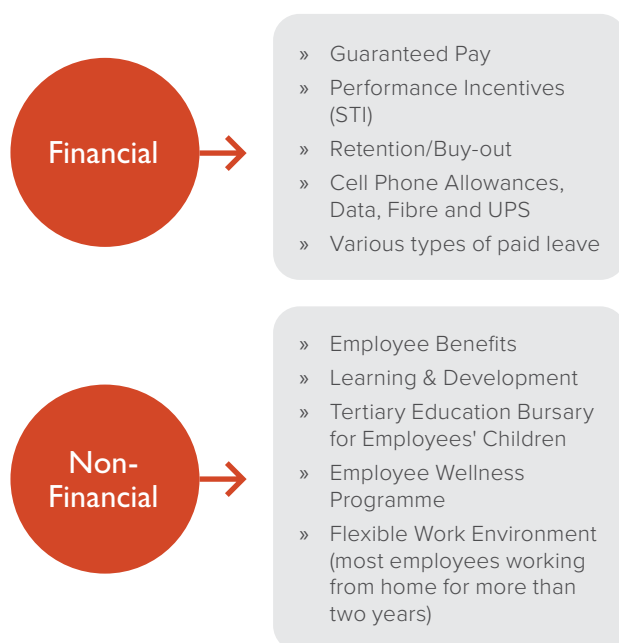 Financial
» Guaranteed Pay
» Performance Incentives
(STI)
» Retention/Buy-out
» Cell Phone Allowances,
Data, Fibre and UPS
» Various types of paid leave
Non-
Financial
» Employee Benefits
» Learning & Development
» Tertiary Education Bursary
for Employees' Children
» Employee Wellness
Programme
» Flexible Work Environment
(most employees working
from home for more than
two years)